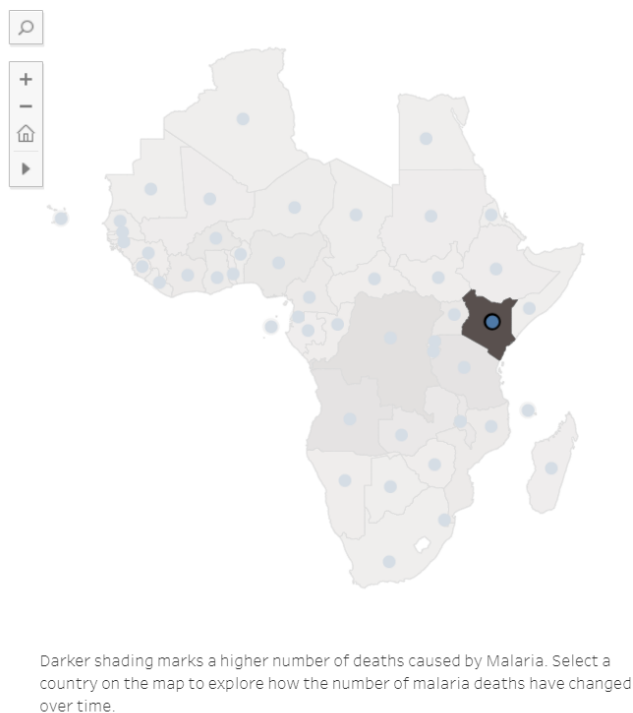 Darker shading marks a higher number of deaths caused by Malaria. Select a
country on the map to explore how the number of malaria deaths have changed
over time.